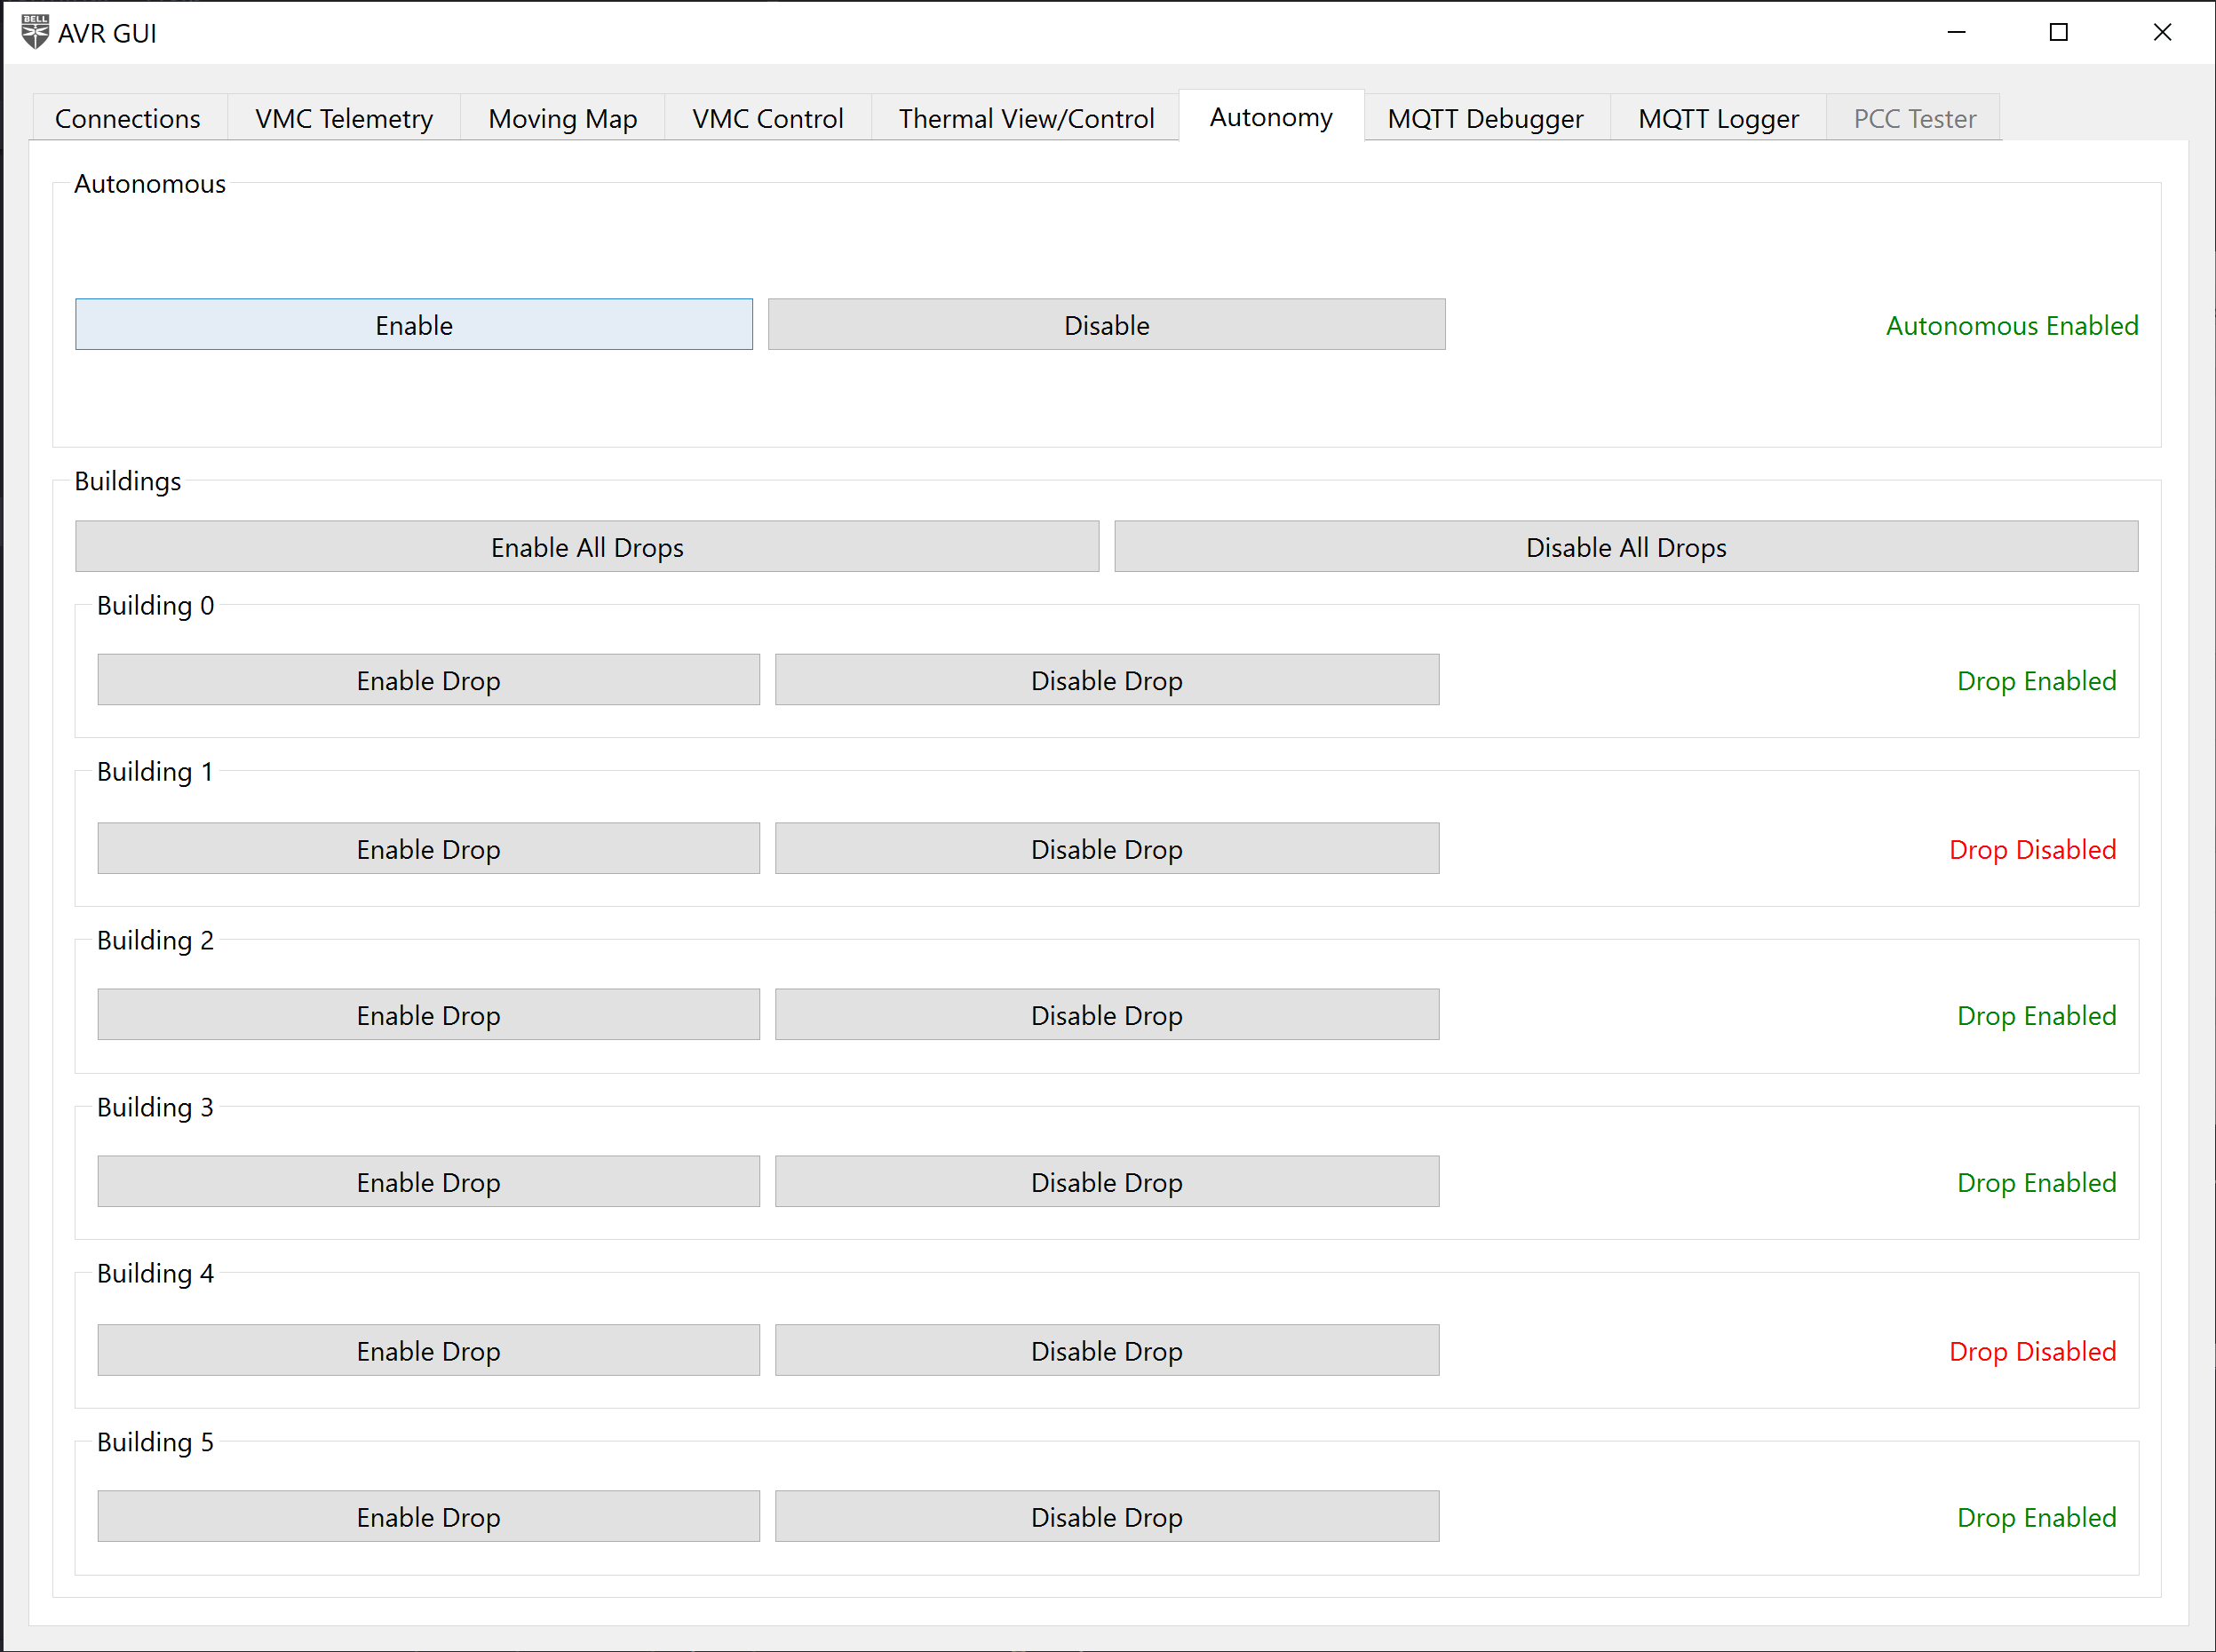 BELL
AVR GUI
Connections VMC Telemetry Moving Map VMC Control Thermal View/Control Autonomy MQTT Debugger MQTT Logger PCC Tester
Autonomous
Enable Disable Autonomous Enabled
Buildings
Enable All Drops Disable All Drops
Building 0
Enable Drop Disable Drop Drop Enabled
Building 1
Enable Drop Disable Drop Drop Disabled
Building 2
Enable Drop Disable Drop Drop Enabled
Building 3
Enable Drop Disable Drop Drop Enabled
Building 4
Enable Drop Disable Drop Drop Disabled
Building 5
Enable Drop Disable Drop Drop Enabled